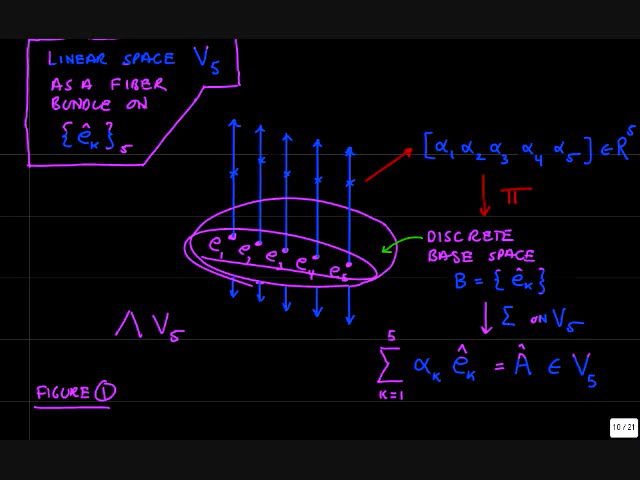 LINEAR SPACE V₅
AS A FIBER
BUNDLE ON
{ê_K}₅
[α₁ α₂ α₃ α₄ α₅] ∈ R⁵
π
e₁ e₂ e₃ e₄ e₅
DISCRETE
BASE SPACE
B = {ê_K}
Σ ON V₅
Λ V₅
5
Σ α_K ê_K = Â ∈ V₅
K=1
FIGURE ①
10 / 21